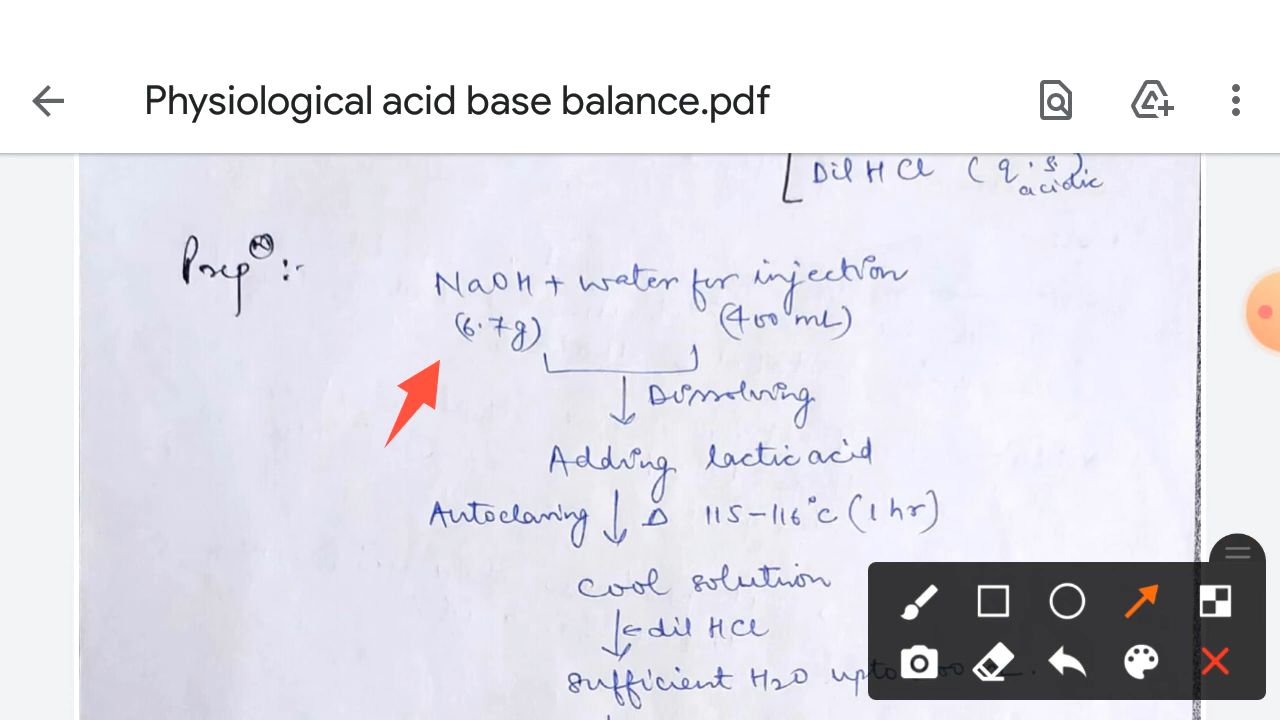 Physiological acid base balance.pdf
Dil HCl (q.s.) acidic
Prepⁿ :-
NaOH + water for injection
(6.7g) (400 mL)
↓ Dissolving
Adding lactic acid
Autoclaving ↓ Δ 115-116°C (1 hr)
Cool solution
↓← dil HCl
Sufficient H2O upto